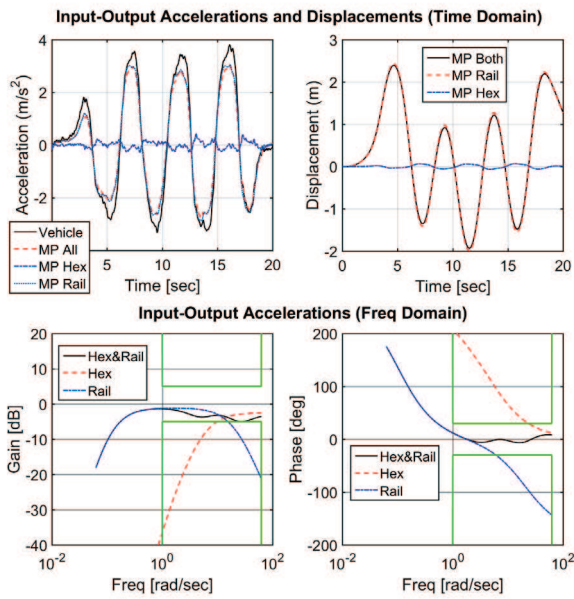 Input-Output Accelerations and Displacements (Time Domain)
Acceleration (m/s²)
4
2
0
-2
0 5 10 15 20
Time [sec]
Vehicle
MP All
MP Hex
MP Rail
Displacement (m)
3
2
1
0
-1
-2
0 5 10 15 20
Time [sec]
MP Both
MP Rail
MP Hex
Input-Output Accelerations (Freq Domain)
Gain [dB]
20
10
0
-10
-20
-30
-40
10⁻² 10⁰ 10²
Freq [rad/sec]
Hex&Rail
Hex
Rail
Phase [deg]
200
100
0
-100
-200
10⁻² 10⁰ 10²
Freq [rad/sec]
Hex&Rail
Hex
Rail